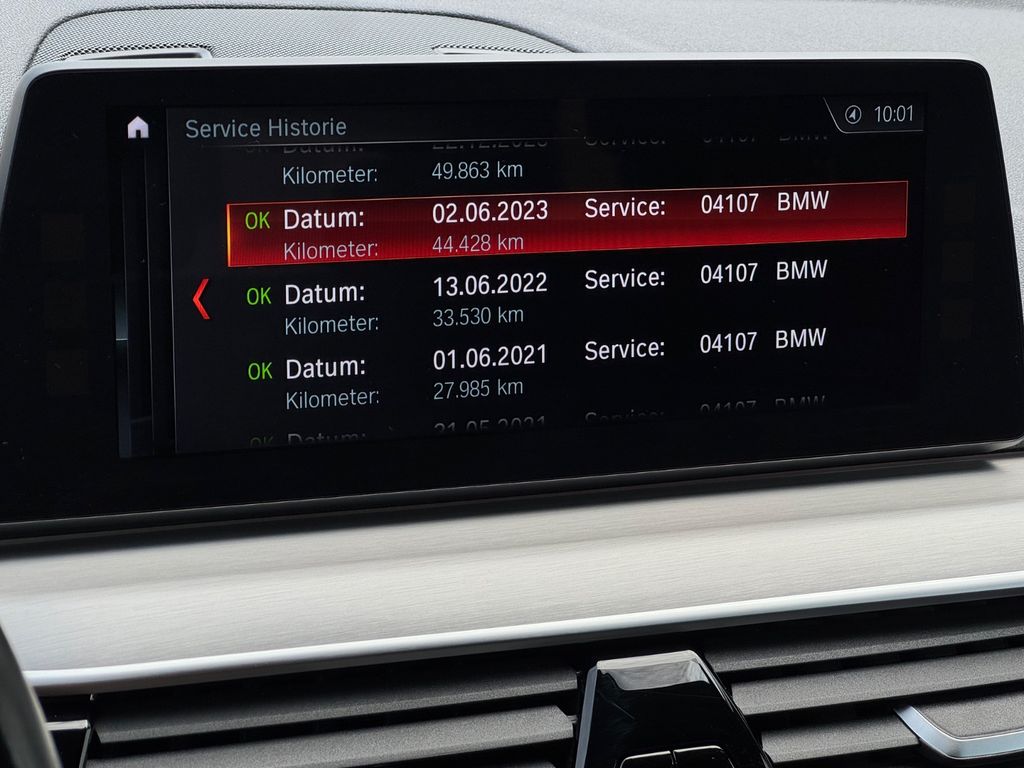 Service Historie 10:01
Kilometer: 49.863 km
OK Datum: 02.06.2023 Service: 04107 BMW
Kilometer: 44.428 km
OK Datum: 13.06.2022 Service: 04107 BMW
Kilometer: 33.530 km
OK Datum: 01.06.2021 Service: 04107 BMW
Kilometer: 27.985 km